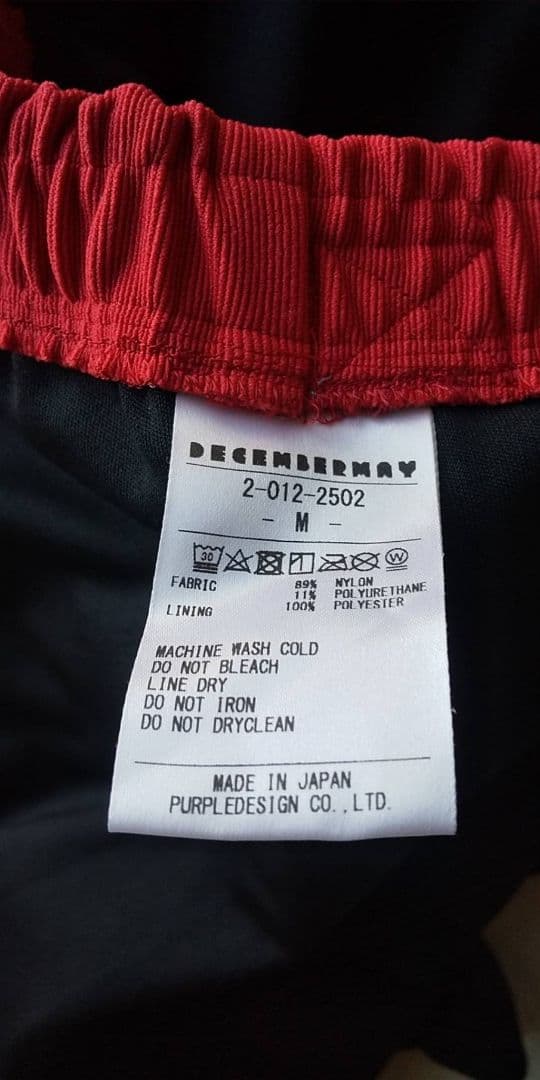 DECEMBERMAY
2-012-2502
- M -
30 W
FABRIC 89% NYLON
11% POLYURETHANE
LINING 100% POLYESTER
MACHINE WASH COLD
DO NOT BLEACH
LINE DRY
DO NOT IRON
DO NOT DRYCLEAN
MADE IN JAPAN
PURPLEDESIGN CO.,LTD.